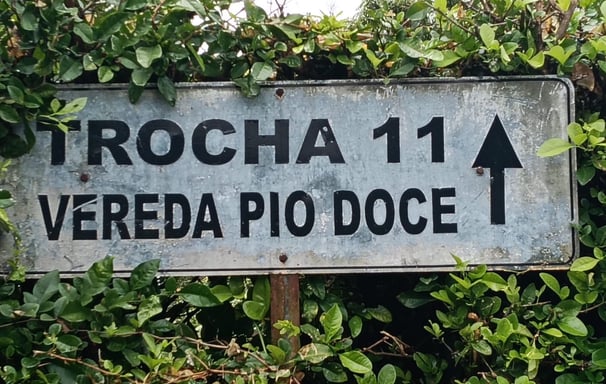 TROCHA 11
VEREDA PIO DOCE